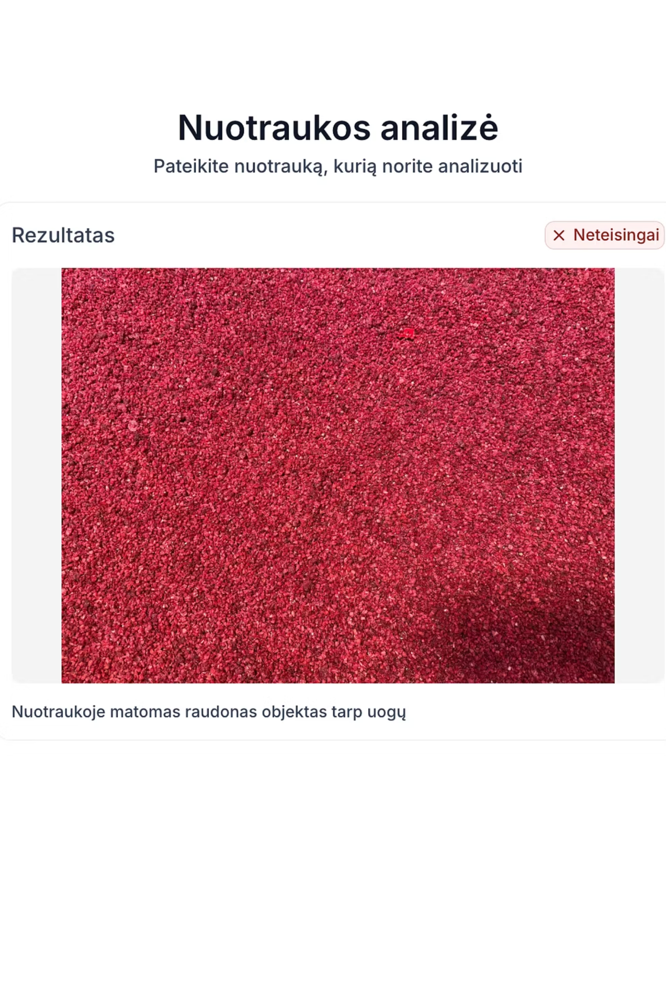 Nuotraukos analizė
Pateikite nuotrauką, kurią norite analizuoti
Rezultatas
Neteisingai
Nuotraukoje matomas raudonas objektas tarp uogų